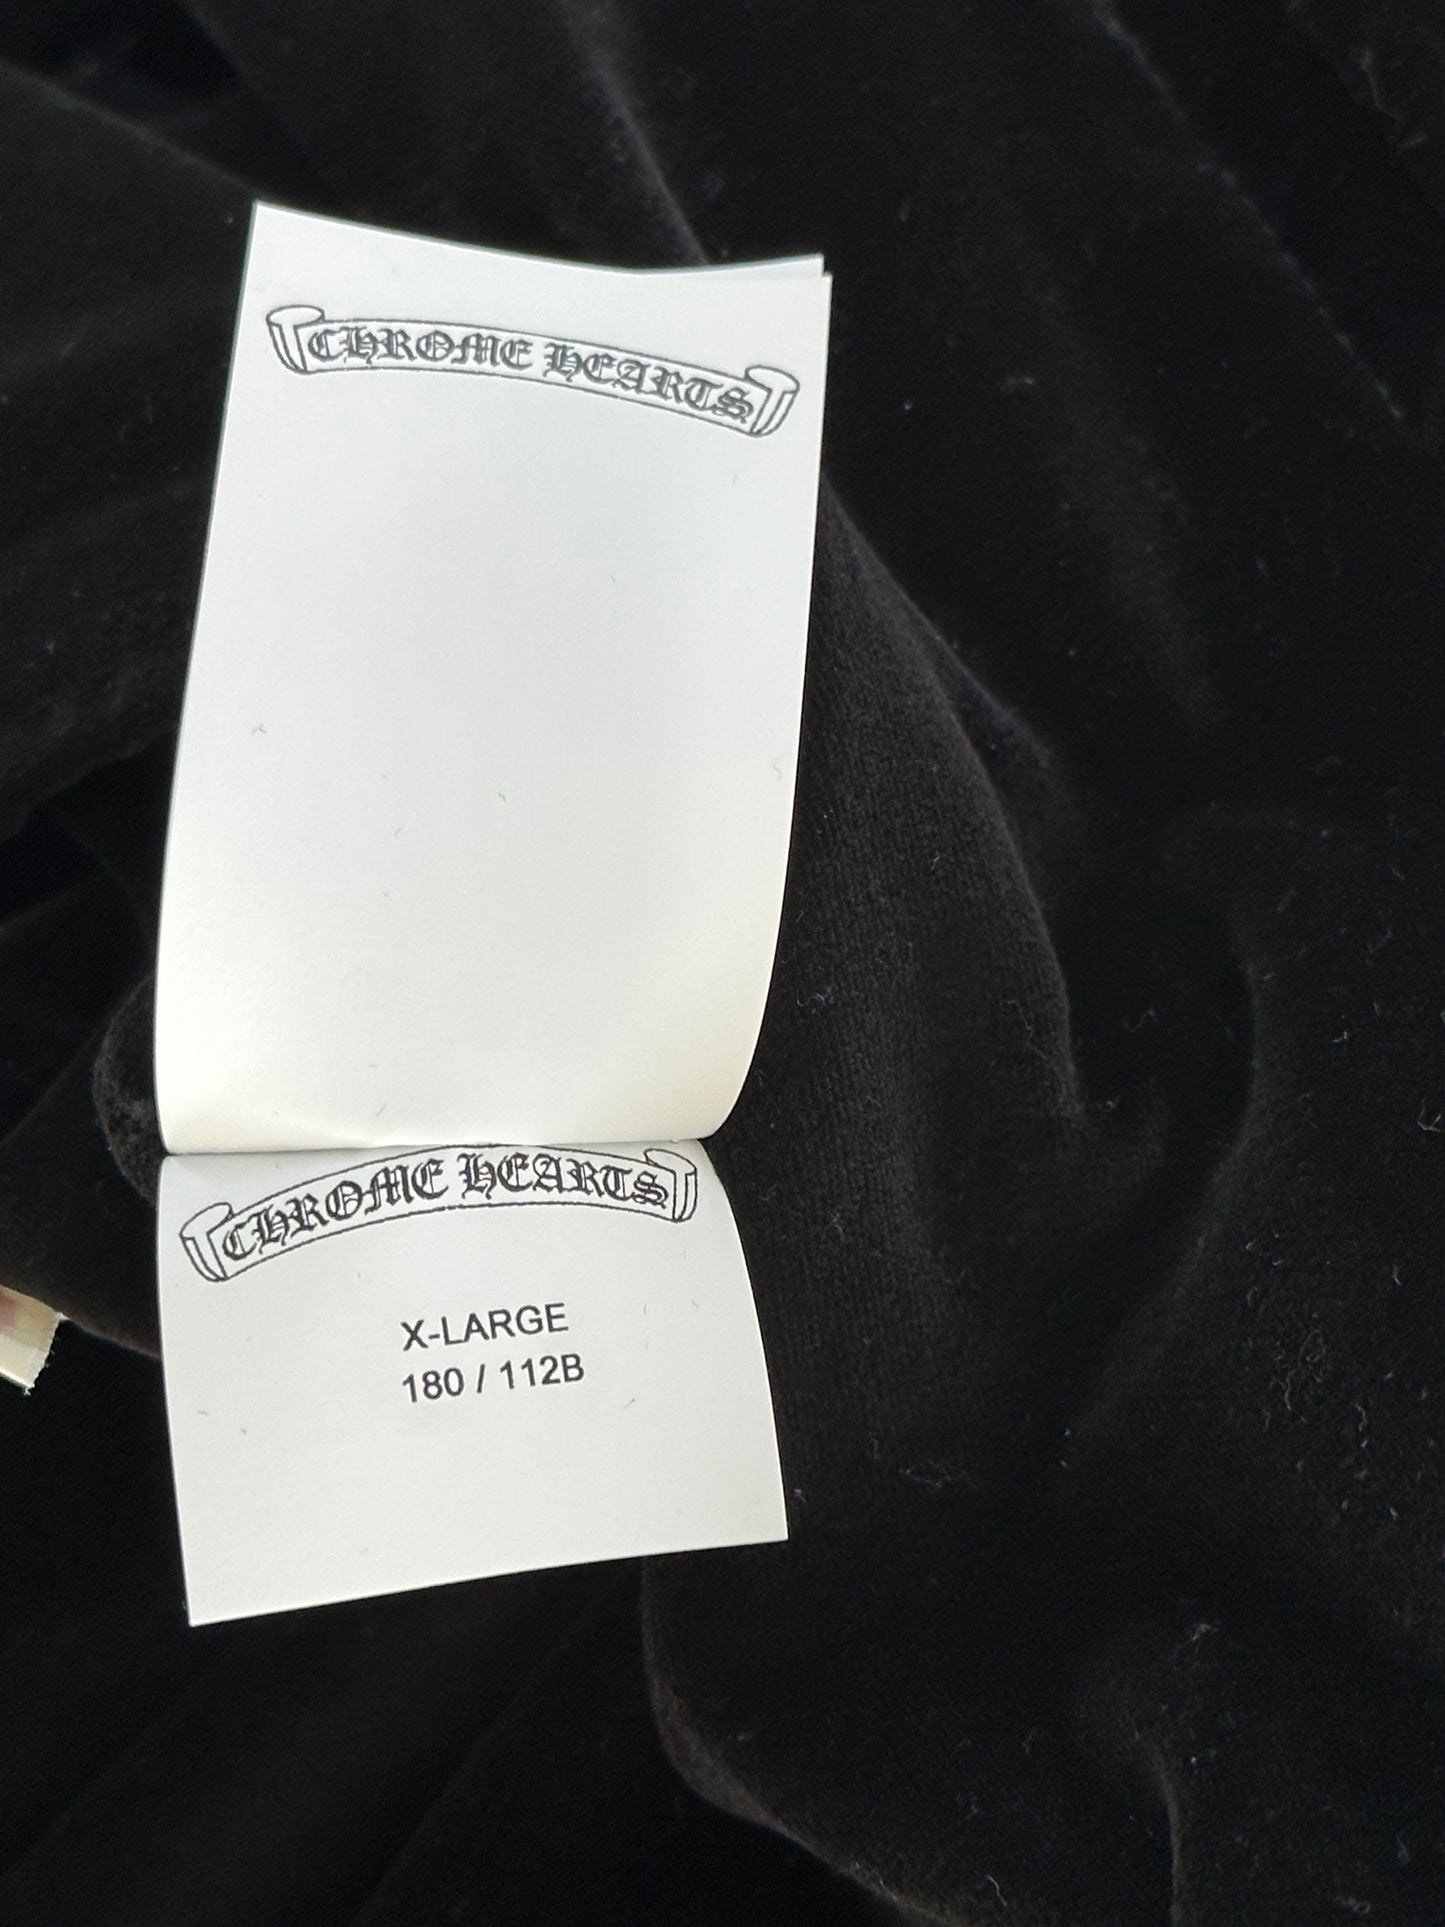 CHROME HEARTS
CHROME HEARTS
X-LARGE
180 / 112B